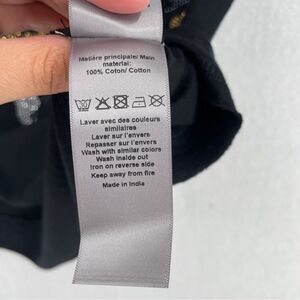 Matière principale/ Main
material:
100% Coton/ Cotton
Laver avec des couleurs
similaires
Laver sur l'envers
Repasser sur l'envers
Wash with similar colors
Wash inside out
Iron on reverse side
Keep away from fire
Made in India